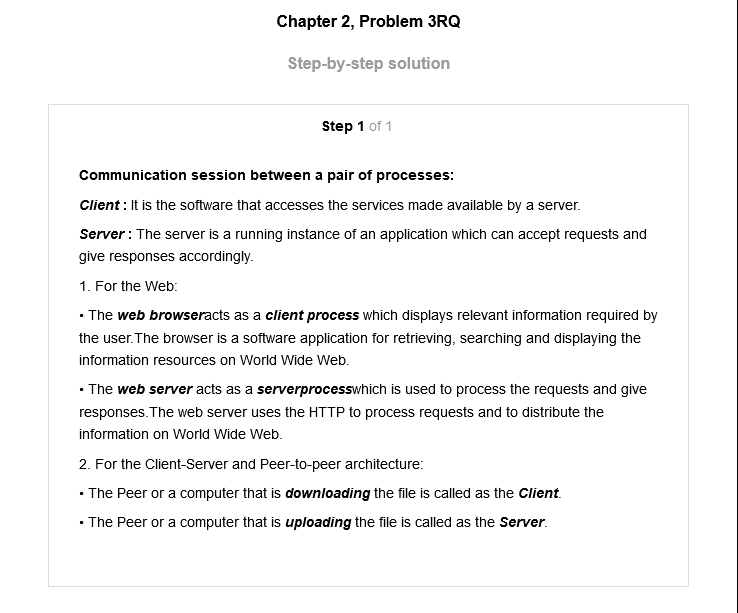 Chapter 2, Problem 3RQ
Step-by-step solution
Step 1 of 1
Communication session between a pair of processes:
Client : It is the software that accesses the services made available by a server.
Server : The server is a running instance of an application which can accept requests and
give responses accordingly.
1. For the Web:
• The web browseracts as a client process which displays relevant information required by
the user.The browser is a software application for retrieving, searching and displaying the
information resources on World Wide Web.
• The web server acts as a serverprocesswhich is used to process the requests and give
responses.The web server uses the HTTP to process requests and to distribute the
information on World Wide Web.
2. For the Client-Server and Peer-to-peer architecture:
• The Peer or a computer that is downloading the file is called as the Client.
• The Peer or a computer that is uploading the file is called as the Server.